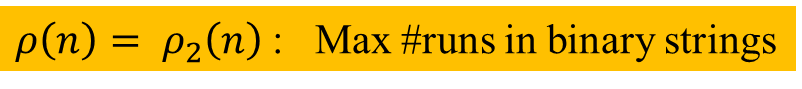 ρ(n) = ρ₂(n) : Max #runs in binary strings